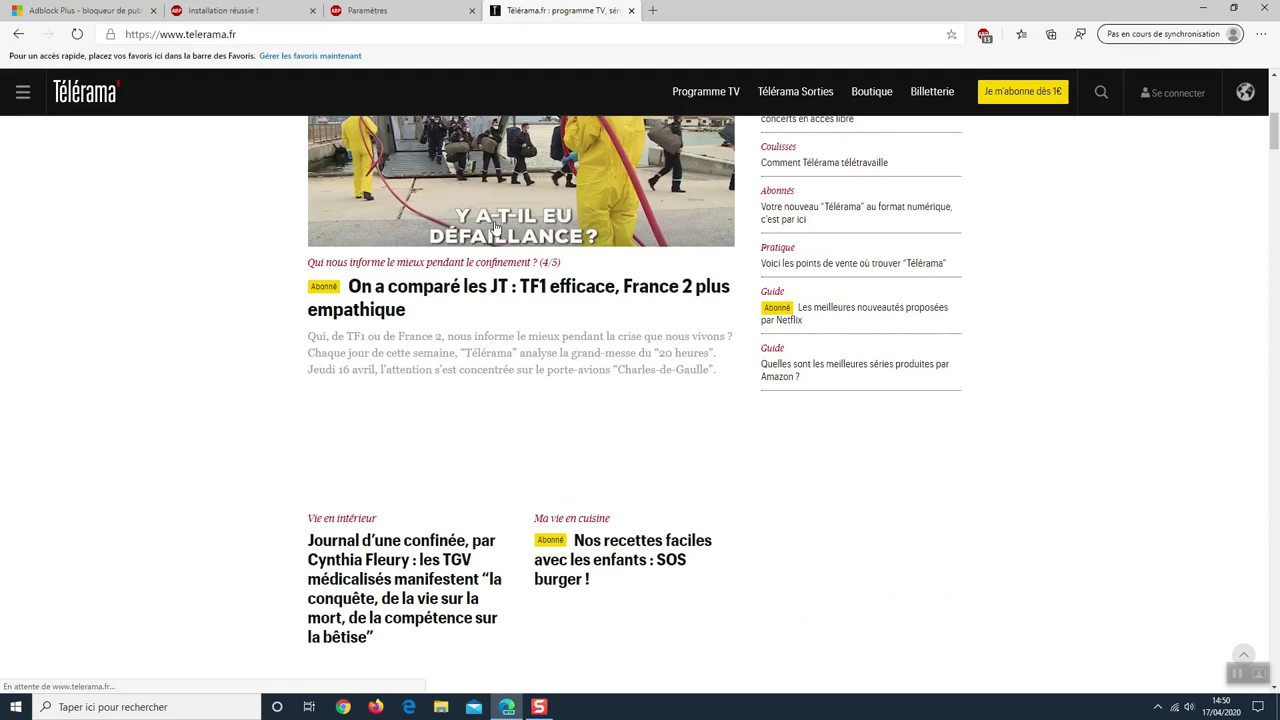 Adblock Plus - bloqueur de pub
Installation réussie !
Paramètres
Télérama.fr : programme TV, séri
https://www.telerama.fr
13
Pas en cours de synchronisation
Pour un accès rapide, placez vos favoris ici dans la barre des Favoris. Gérer les favoris maintenant
Télérama'
Programme TV
Télérama Sorties
Boutique
Billetterie
Je m'abonne dès 1€
Se connecter
Y A-T-IL EU
DÉFAILLANCE ?
Qui nous informe le mieux pendant le confinement ? (4/5)
Abonné On a comparé les JT : TF1 efficace, France 2 plus
empathique
Qui, de TF1 ou de France 2, nous informe le mieux pendant la crise que nous vivons ?
Chaque jour de cette semaine, “Télérama” analyse la grand-messe du “20 heures”.
Jeudi 16 avril, l’attention s’est concentrée sur le porte-avions “Charles-de-Gaulle”.
concerts en accès libre
Coulisses
Comment Télérama télétravaille
Abonnés
Votre nouveau “Télérama” au format numérique,
c’est par ici
Pratique
Voici les points de vente où trouver “Télérama”
Guide
Abonné Les meilleures nouveautés proposées
par Netflix
Guide
Quelles sont les meilleures séries produites par
Amazon ?
Vie en intérieur
Journal d’une confinée, par
Cynthia Fleury : les TGV
médicalisés manifestent “la
conquête, de la vie sur la
mort, de la compétence sur
la bêtise”
Ma vie en cuisine
Abonné Nos recettes faciles
avec les enfants : SOS
burger !
En attente de www.telerama.fr...
Taper ici pour rechercher
14:50
17/04/2020